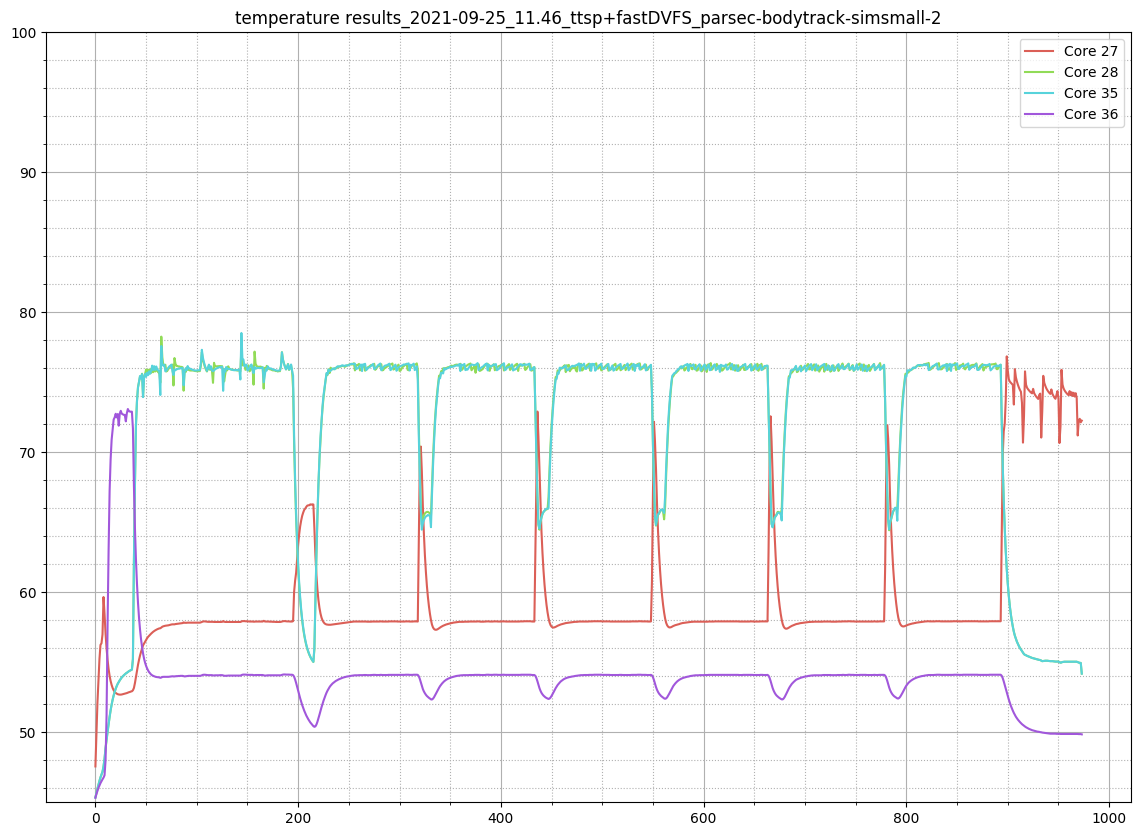 temperature results_2021-09-25_11.46_ttsp+fastDVFS_parsec-bodytrack-simsmall-2
100
90
80
70
60
50
0 200 400 600 800 1000
Core 27
Core 28
Core 35
Core 36